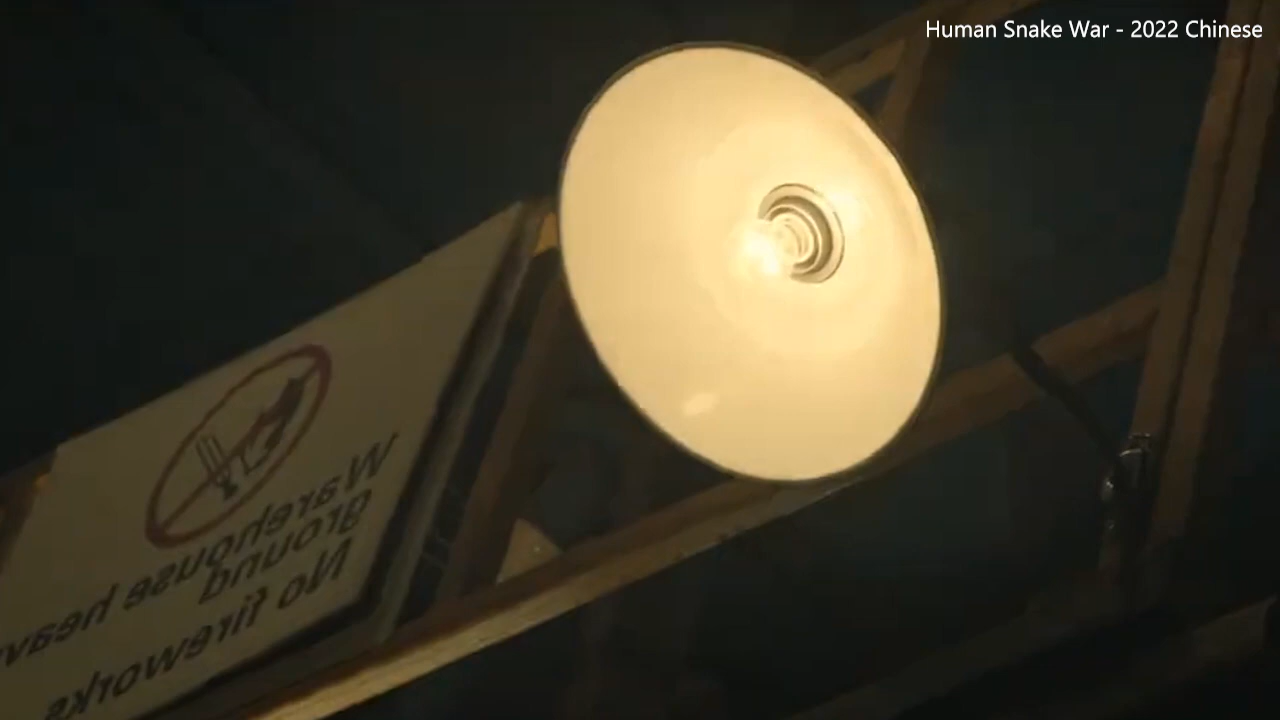 Human Snake War - 2022 Chinese
Warehouse heavy
ground
No fireworks